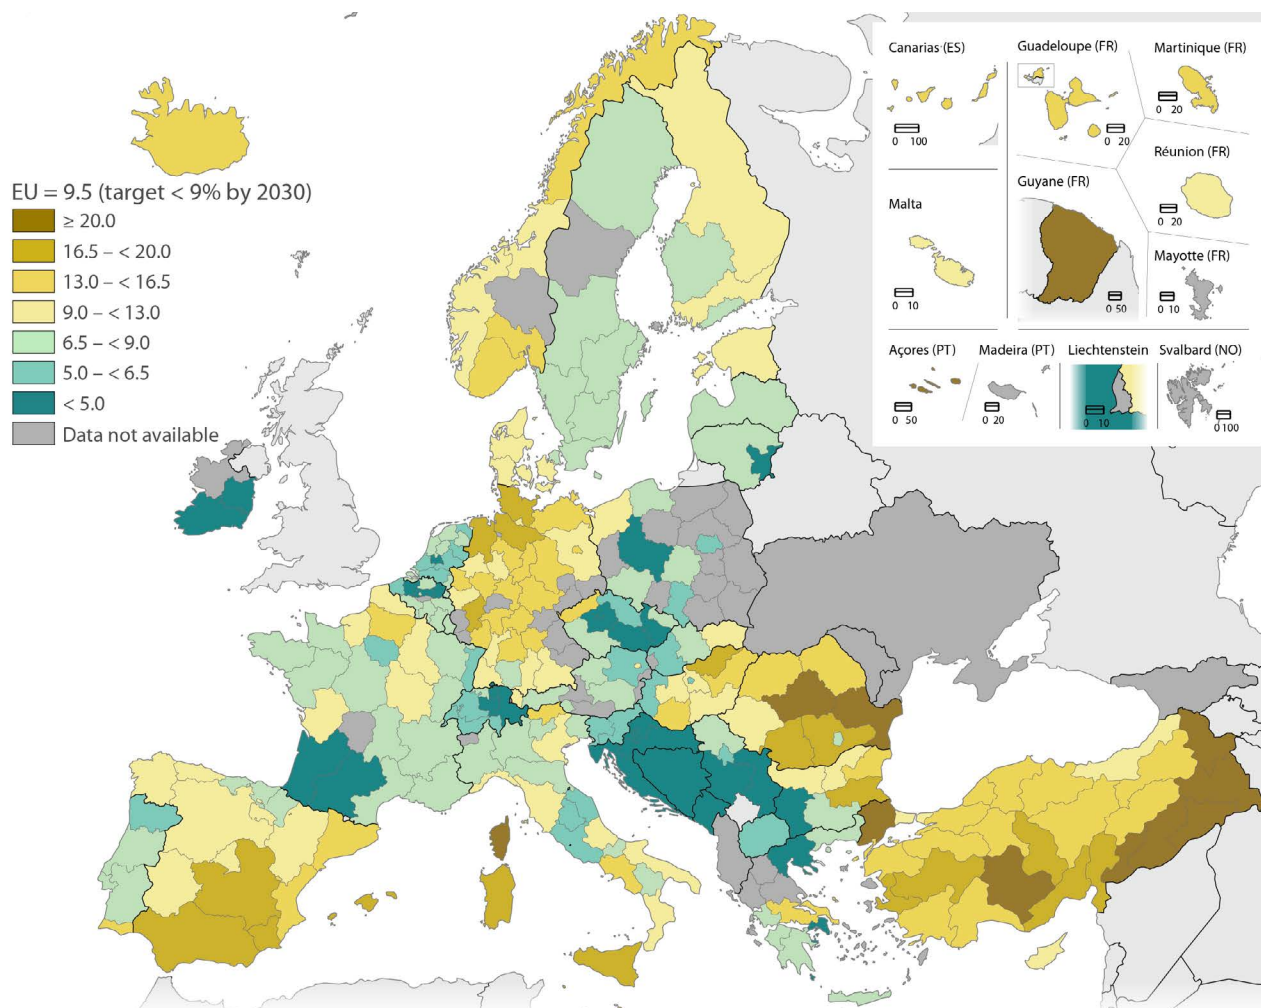 EU = 9.5 (target < 9% by 2030)
≥ 20.0
16.5 – < 20.0
13.0 – < 16.5
9.0 – < 13.0
6.5 – < 9.0
5.0 – < 6.5
< 5.0
Data not available
Canarias (ES)
0 100
Guadeloupe (FR)
0 20
Martinique (FR)
0 20
Malta
0 10
Guyane (FR)
0 50
Réunion (FR)
0 20
Mayotte (FR)
0 10
Açores (PT)
0 50
Madeira (PT)
0 20
Liechtenstein
0 10
Svalbard (NO)
0 100